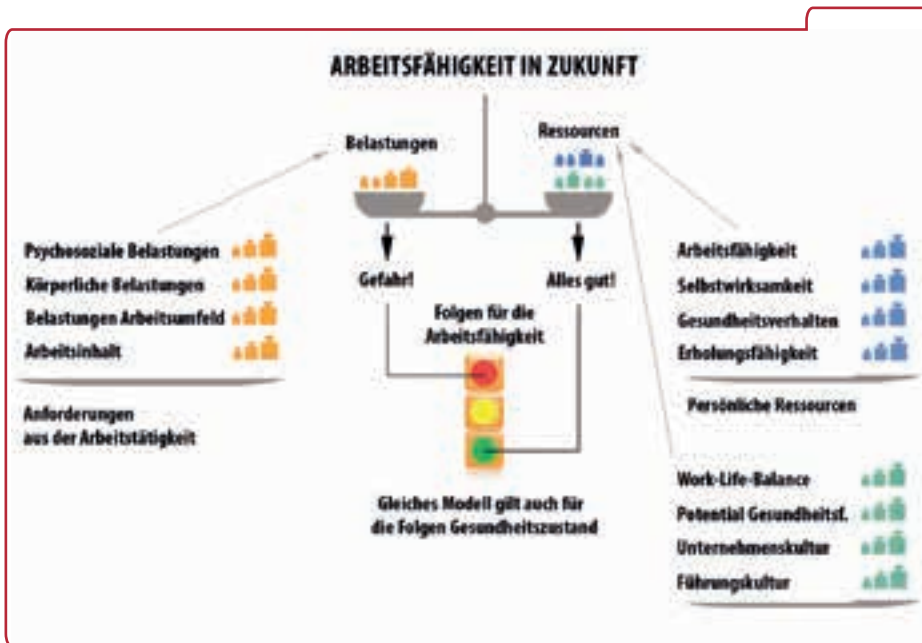 ARBEITSFÄHIGKEIT IN ZUKUNFT
Belastungen
Ressourcen
Psychosoziale Belastungen
Körperliche Belastungen
Belastungen Arbeitsumfeld
Arbeitsinhalt
Anforderungen
aus der Arbeitstätigkeit
Gefahr!
Alles gut!
Folgen für die
Arbeitsfähigkeit
Gleiches Modell gilt auch für
die Folgen Gesundheitszustand
Arbeitsfähigkeit
Selbstwirksamkeit
Gesundheitsverhalten
Erholungsfähigkeit
Persönliche Ressourcen
Work-Life-Balance
Potential Gesundheitsf.
Unternehmenskultur
Führungskultur